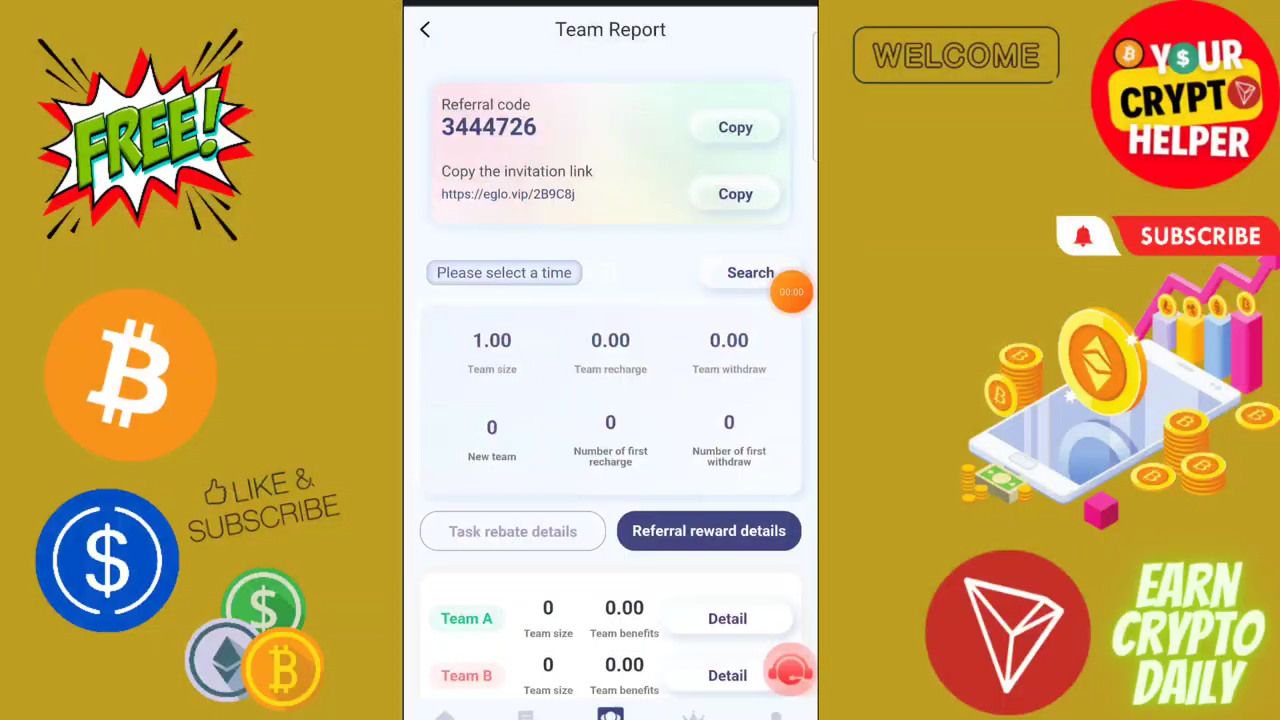 FREE!
LIKE &
SUBSCRIBE
Team Report
Referral code
3444726
Copy
Copy the invitation link
https://eglo.vip/2B9C8j
Copy
Please select a time
Search
00:00
1.00
0.00
0.00
Team size
Team recharge
Team withdraw
0
0
0
New team
Number of first
recharge
Number of first
withdraw
Task rebate details
Referral reward details
Team A
0
0.00
Detail
Team size
Team benefits
Team B
0
0.00
Detail
Team size
Team benefits
WELCOME
YOUR
CRYPTO
HELPER
SUBSCRIBE
EARN
CRYPTO
DAILY